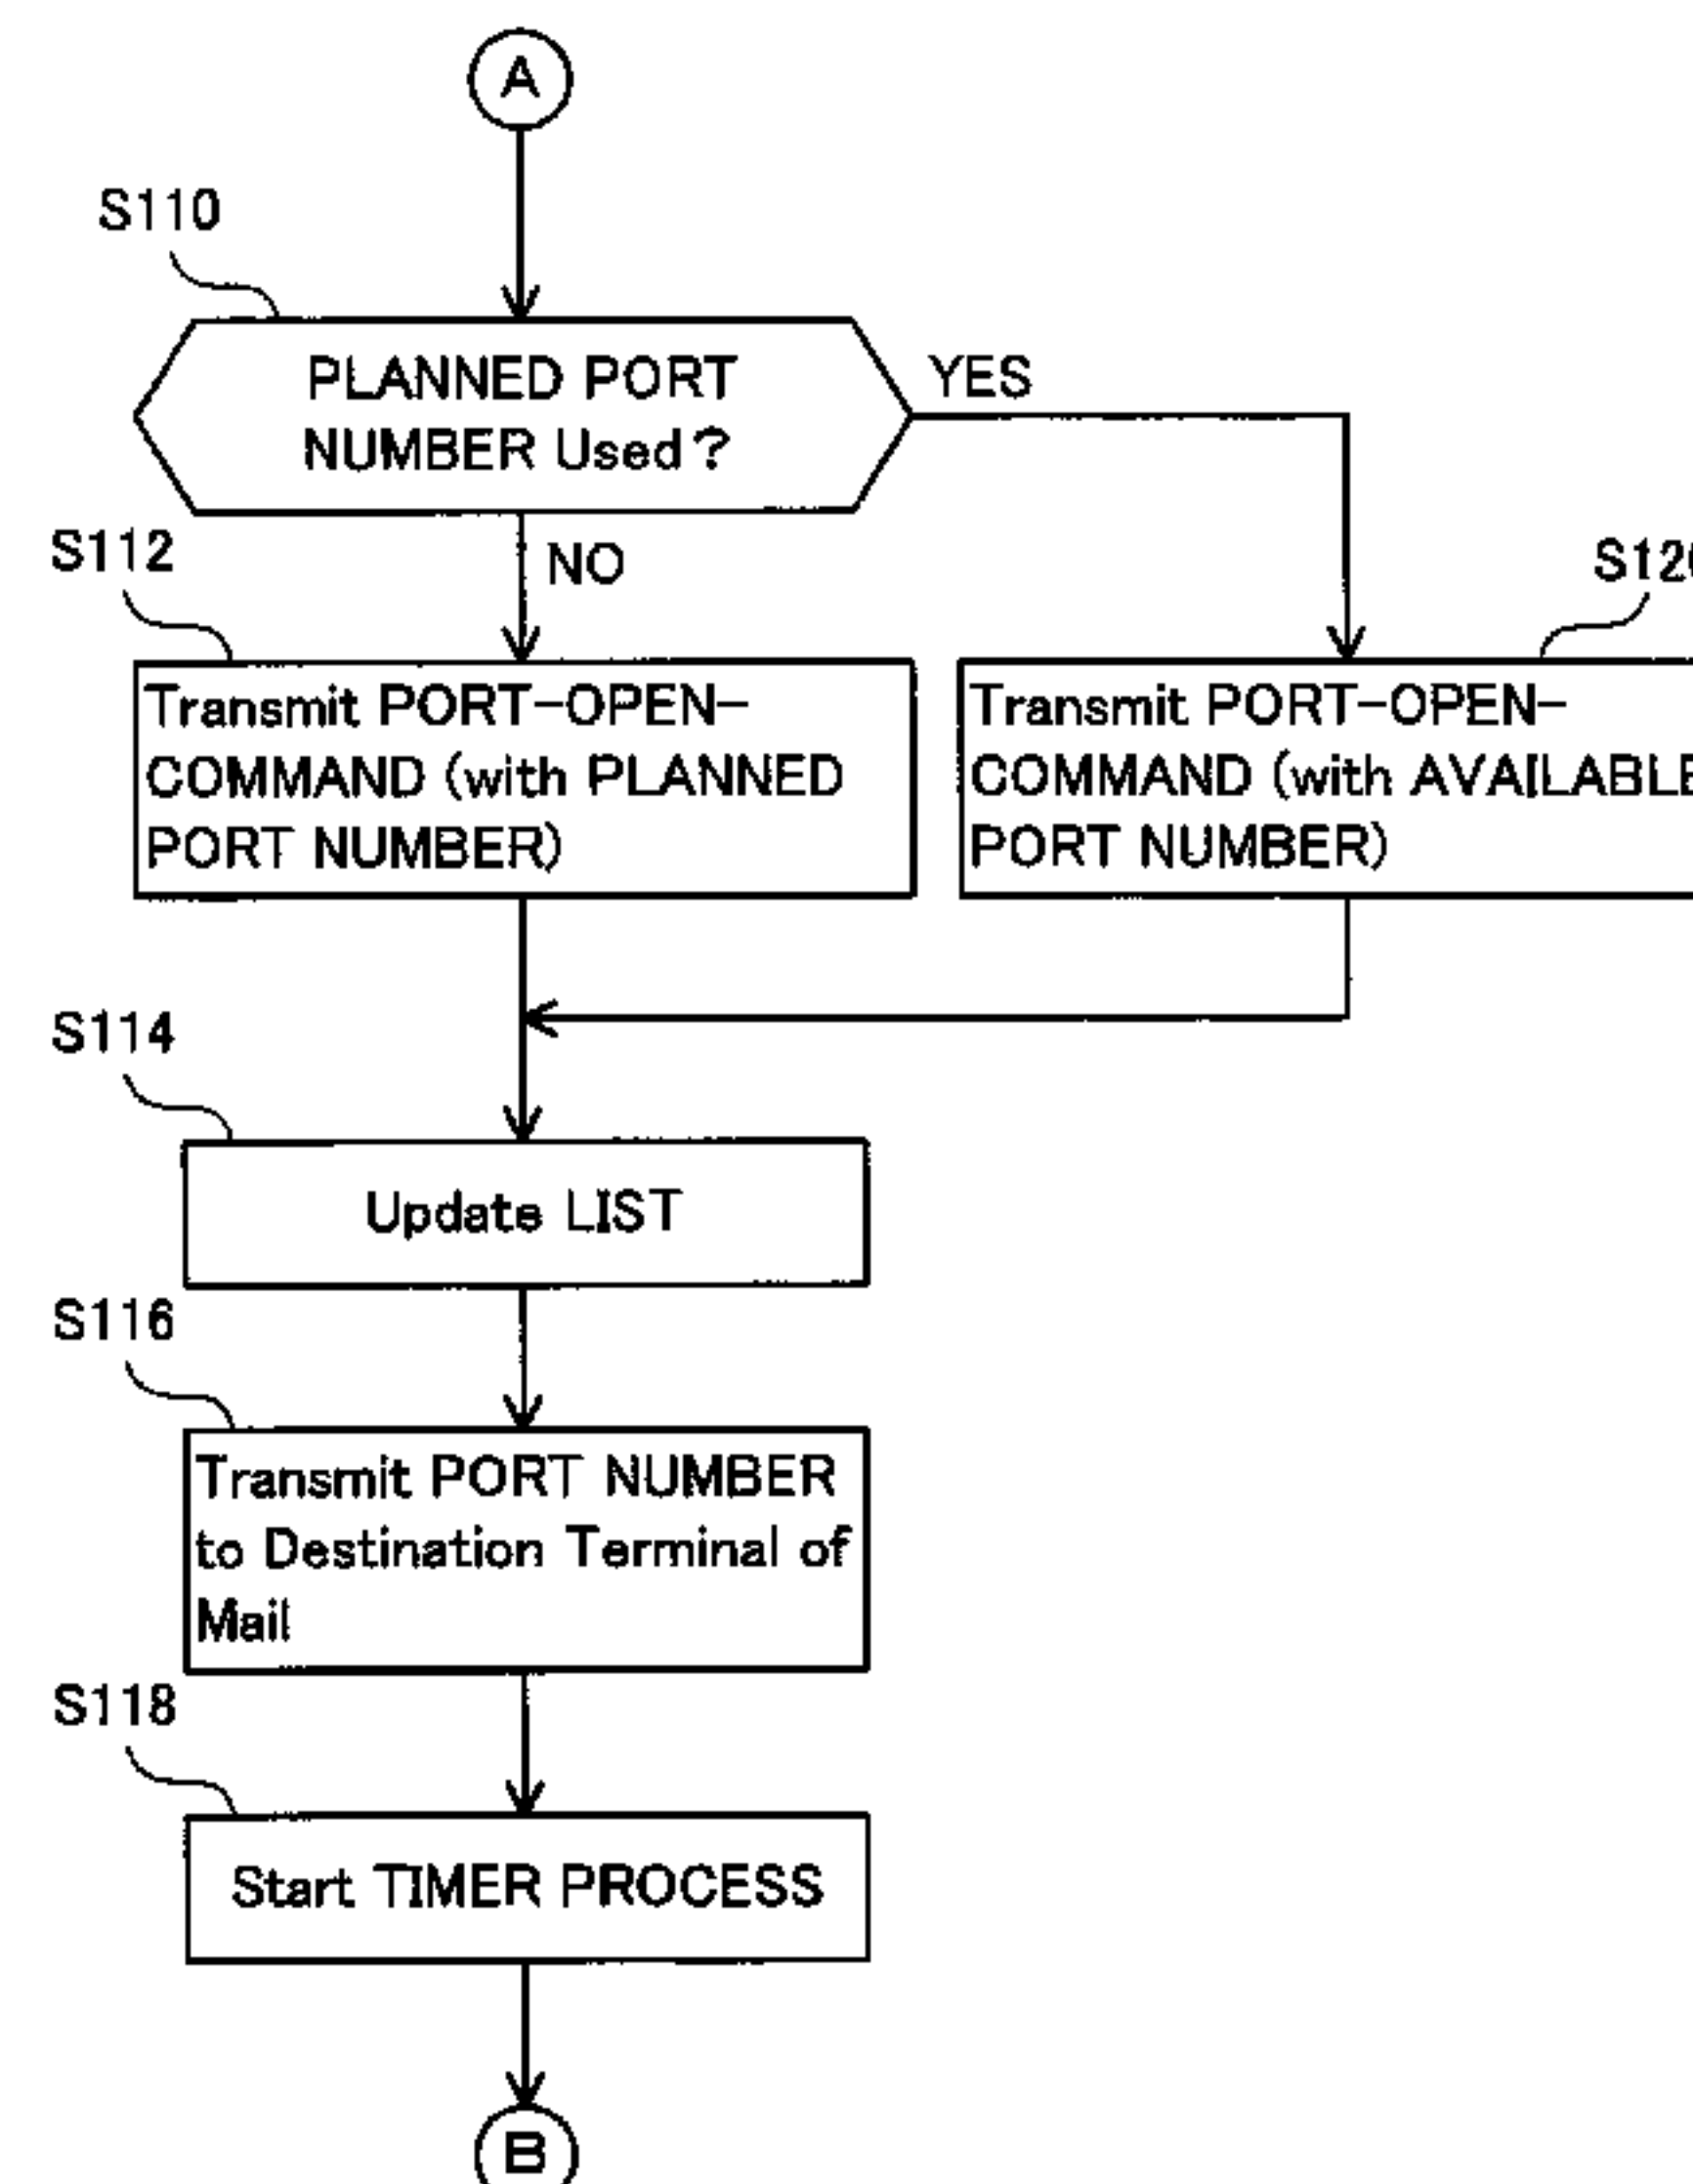 A
S110
PLANNED PORT
NUMBER Used?
YES
S112
NO
S120
Transmit PORT-OPEN-
COMMAND (with PLANNED
PORT NUMBER)
Transmit PORT-OPEN-
COMMAND (with AVAILABLE
PORT NUMBER)
S114
Update LIST
S116
Transmit PORT NUMBER
to Destination Terminal of
Mail
S118
Start TIMER PROCESS
B